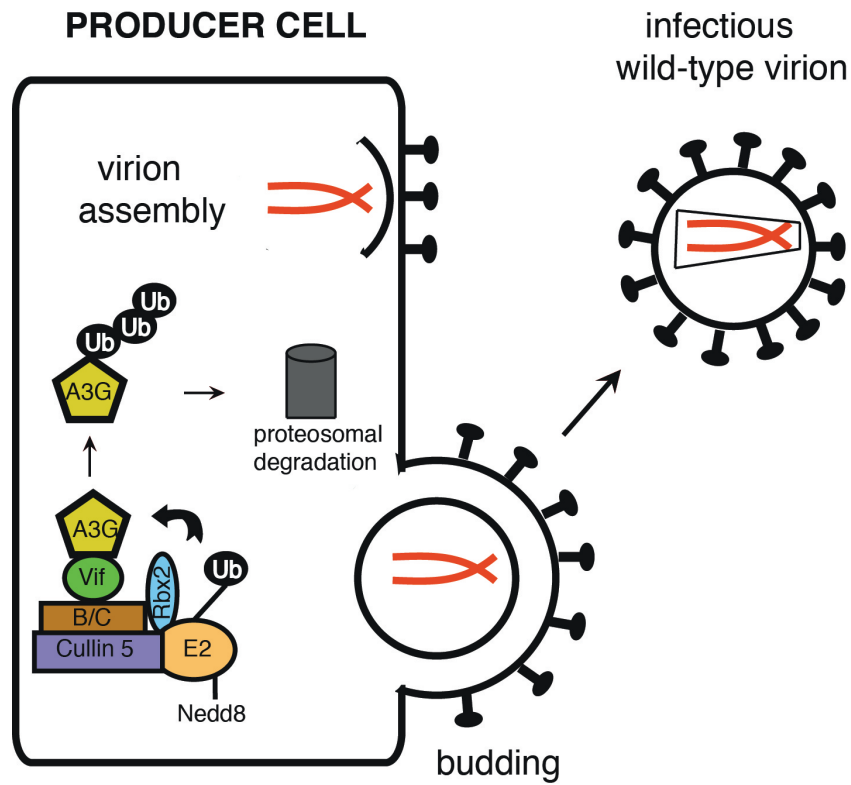 PRODUCER CELL
infectious
wild-type virion
virion
assembly
Ub
Ub
Ub
A3G
proteosomal
degradation
A3G
Vif
Rbx2
Ub
B/C
Cullin 5
E2
Nedd8
budding